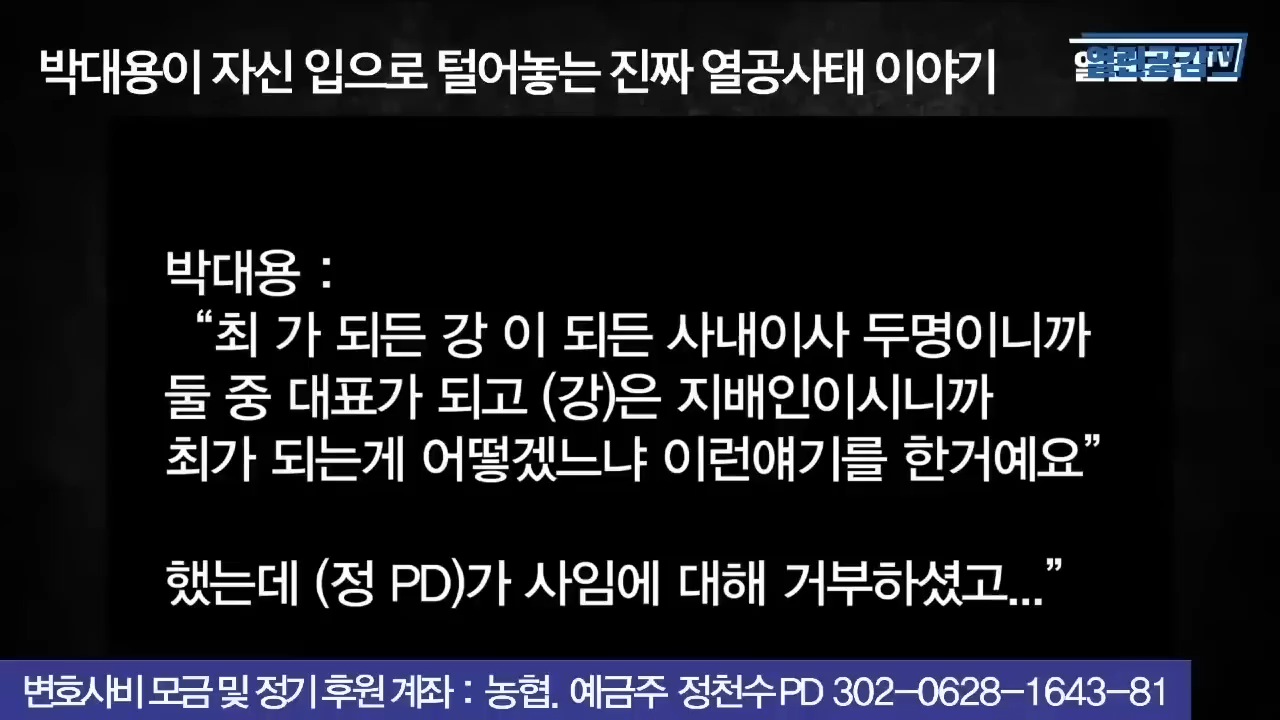 박대용이 자신 입으로 털어놓는 진짜 열공사태 이야기
열린공감TV
박대용 :
“최 가 되든 강 이 되든 사내이사 두명이니까
둘 중 대표가 되고 (강)은 지배인이시니까
최가 되는게 어떻겠느냐 이런얘기를 한거예요”
했는데 (정 PD)가 사임에 대해 거부하셨고...”
변호사비 모금 및 정기 후원 계좌 : 농협. 예금주 정천수PD 302-0628-1643-81